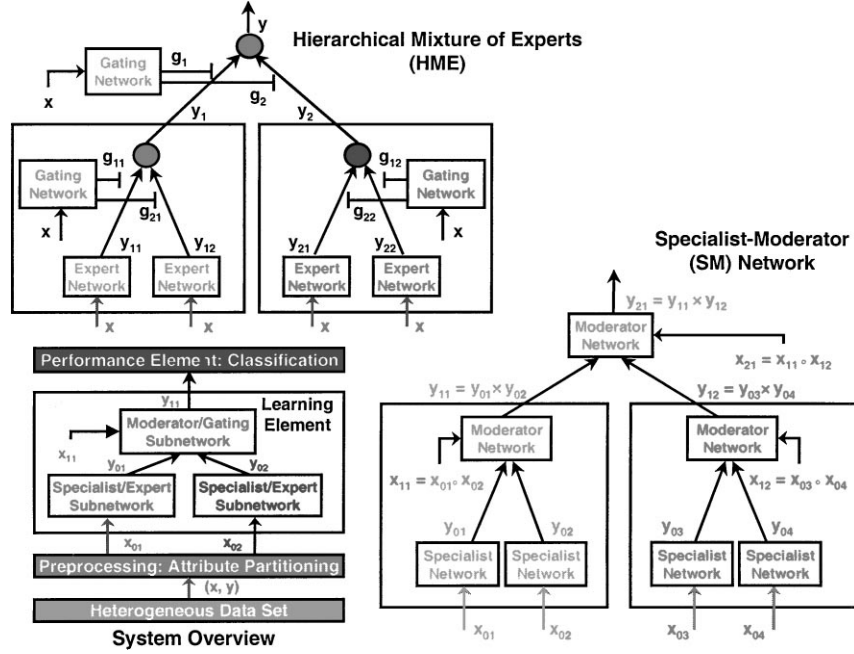 y
Hierarchical Mixture of Experts
(HME)
Gating
Network
g1
g2
x
y1
y2
g11
Gating
Network
g21
x
y11
y12
Expert
Network
Expert
Network
x
x
g12
Gating
Network
g22
x
y21
y22
Expert
Network
Expert
Network
x
x
Performance Element: Classification
y11
Learning
Element
Moderator/Gating
Subnetwork
x11
y01
y02
Specialist/Expert
Subnetwork
Specialist/Expert
Subnetwork
x01
x02
Preprocessing: Attribute Partitioning
(x, y)
Heterogeneous Data Set
System Overview
Specialist-Moderator
(SM) Network
y21 = y11 × y12
Moderator
Network
x21 = x11 ∘ x12
y11 = y01 × y02
y12 = y03 × y04
Moderator
Network
x11 = x01 ∘ x02
y01
y02
Specialist
Network
Specialist
Network
x01
x02
Moderator
Network
x12 = x03 ∘ x04
y03
y04
Specialist
Network
Specialist
Network
x03
x04